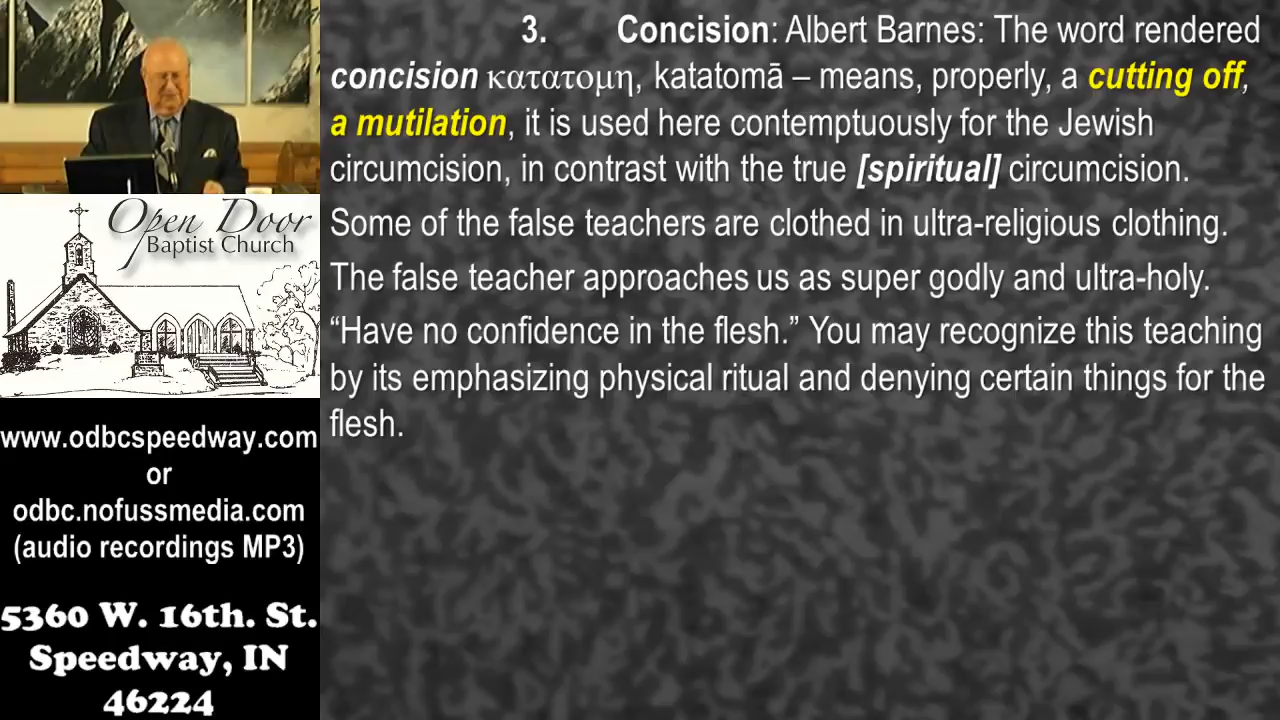 3. Concision: Albert Barnes: The word rendered
concision κατατομη, katatomā – means, properly, a cutting off,
a mutilation, it is used here contemptuously for the Jewish
circumcision, in contrast with the true [spiritual] circumcision.
Some of the false teachers are clothed in ultra-religious clothing.
The false teacher approaches us as super godly and ultra-holy.
“Have no confidence in the flesh.” You may recognize this teaching
by its emphasizing physical ritual and denying certain things for the
flesh.
Open Door
Baptist Church
www.odbcspeedway.com
or
odbc.nofussmedia.com
(audio recordings MP3)
5360 W. 16th. St.
Speedway, IN
46224